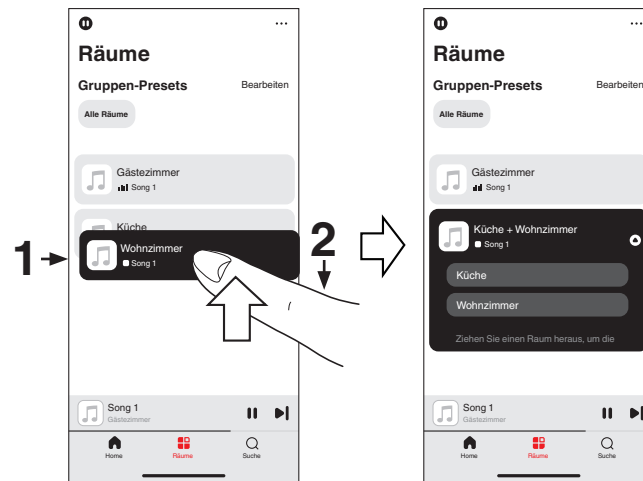 Räume
Gruppen-Presets Bearbeiten
Alle Räume
Gästezimmer
Song 1
Küche
Wohnzimmer
Song 1
1
2
Song 1
Gästezimmer
Home Räume Suche
Räume
Gruppen-Presets Bearbeiten
Alle Räume
Gästezimmer
Song 1
Küche + Wohnzimmer
Song 1
Küche
Wohnzimmer
Ziehen Sie einen Raum heraus, um die
Song 1
Gästezimmer
Home Räume Suche